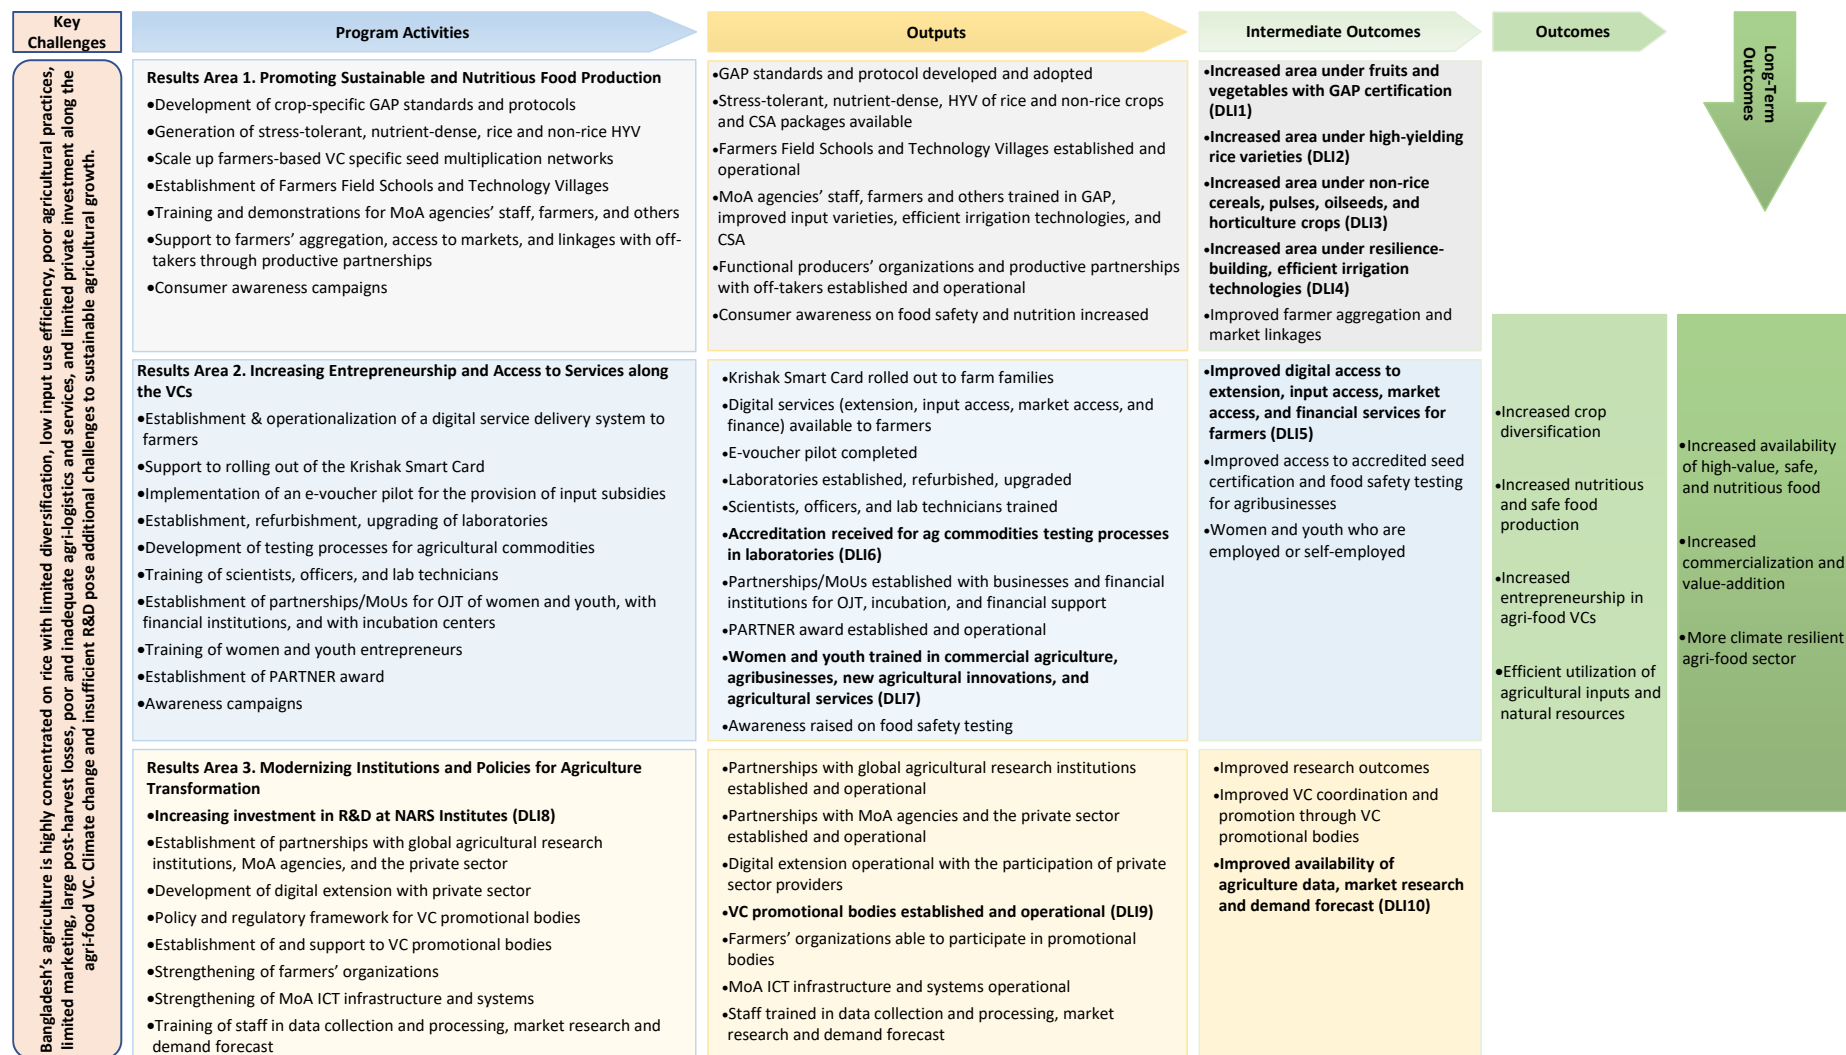 Key
Challenges
Program Activities
Outputs
Intermediate Outcomes
Outcomes
Long-Term
Outcomes
Bangladesh's agriculture is highly concentrated on rice with limited diversification, low input use efficiency, poor agricultural practices,
limited marketing, large post-harvest losses, poor and inadequate agri-logistics and services, and limited private investment along the
agri-food VC. Climate change and insufficient R&D pose additional challenges to sustainable agricultural growth.
Results Area 1. Promoting Sustainable and Nutritious Food Production
•Development of crop-specific GAP standards and protocols
•Generation of stress-tolerant, nutrient-dense, rice and non-rice HYV
•Scale up farmers-based VC specific seed multiplication networks
•Establishment of Farmers Field Schools and Technology Villages
•Training and demonstrations for MoA agencies' staff, farmers, and others
•Support to farmers' aggregation, access to markets, and linkages with off-
takers through productive partnerships
•Consumer awareness campaigns
•GAP standards and protocol developed and adopted
•Stress-tolerant, nutrient-dense, HYV of rice and non-rice crops
and CSA packages available
•Farmers Field Schools and Technology Villages established and
operational
•MoA agencies' staff, farmers and others trained in GAP,
improved input varieties, efficient irrigation technologies, and
CSA
•Functional producers' organizations and productive partnerships
with off-takers established and operational
•Consumer awareness on food safety and nutrition increased
•Increased area under fruits and
vegetables with GAP certification
(DLI1)
•Increased area under high-yielding
rice varieties (DLI2)
•Increased area under non-rice
cereals, pulses, oilseeds, and
horticulture crops (DLI3)
•Increased area under resilience-
building, efficient irrigation
technologies (DLI4)
•Improved farmer aggregation and
market linkages
Results Area 2. Increasing Entrepreneurship and Access to Services along
the VCs
•Establishment & operationalization of a digital service delivery system to
farmers
•Support to rolling out of the Krishak Smart Card
•Implementation of an e-voucher pilot for the provision of input subsidies
•Establishment, refurbishment, upgrading of laboratories
•Development of testing processes for agricultural commodities
•Training of scientists, officers, and lab technicians
•Establishment of partnerships/MoUs for OJT of women and youth, with
financial institutions, and with incubation centers
•Training of women and youth entrepreneurs
•Establishment of PARTNER award
•Awareness campaigns
•Krishak Smart Card rolled out to farm families
•Digital services (extension, input access, market access, and
finance) available to farmers
•E-voucher pilot completed
•Laboratories established, refurbished, upgraded
•Scientists, officers, and lab technicians trained
•Accreditation received for ag commodities testing processes
in laboratories (DLI6)
•Partnerships/MoUs established with businesses and financial
institutions for OJT, incubation, and financial support
•PARTNER award established and operational
•Women and youth trained in commercial agriculture,
agribusinesses, new agricultural innovations, and
agricultural services (DLI7)
•Awareness raised on food safety testing
•Improved digital access to
extension, input access, market
access, and financial services for
farmers (DLI5)
•Improved access to accredited seed
certification and food safety testing
for agribusinesses
•Women and youth who are
employed or self-employed
Results Area 3. Modernizing Institutions and Policies for Agriculture
Transformation
•Increasing investment in R&D at NARS Institutes (DLI8)
•Establishment of partnerships with global agricultural research
institutions, MoA agencies, and the private sector
•Development of digital extension with private sector
•Policy and regulatory framework for VC promotional bodies
•Establishment of and support to VC promotional bodies
•Strengthening of farmers' organizations
•Strengthening of MoA ICT infrastructure and systems
•Training of staff in data collection and processing, market research and
demand forecast
•Partnerships with global agricultural research institutions
established and operational
•Partnerships with MoA agencies and the private sector
established and operational
•Digital extension operational with the participation of private
sector providers
•VC promotional bodies established and operational (DLI9)
•Farmers' organizations able to participate in promotional
bodies
•MoA ICT infrastructure and systems operational
•Staff trained in data collection and processing, market
research and demand forecast
•Improved research outcomes
•Improved VC coordination and
promotion through VC
promotional bodies
•Improved availability of
agriculture data, market research
and demand forecast (DLI10)
•Increased crop
diversification
•Increased nutritious
and safe food
production
•Increased
entrepreneurship in
agri-food VCs
•Efficient utilization of
agricultural inputs and
natural resources
•Increased availability
of high-value, safe,
and nutritious food
•Increased
commercialization and
value-addition
•More climate resilient
agri-food sector